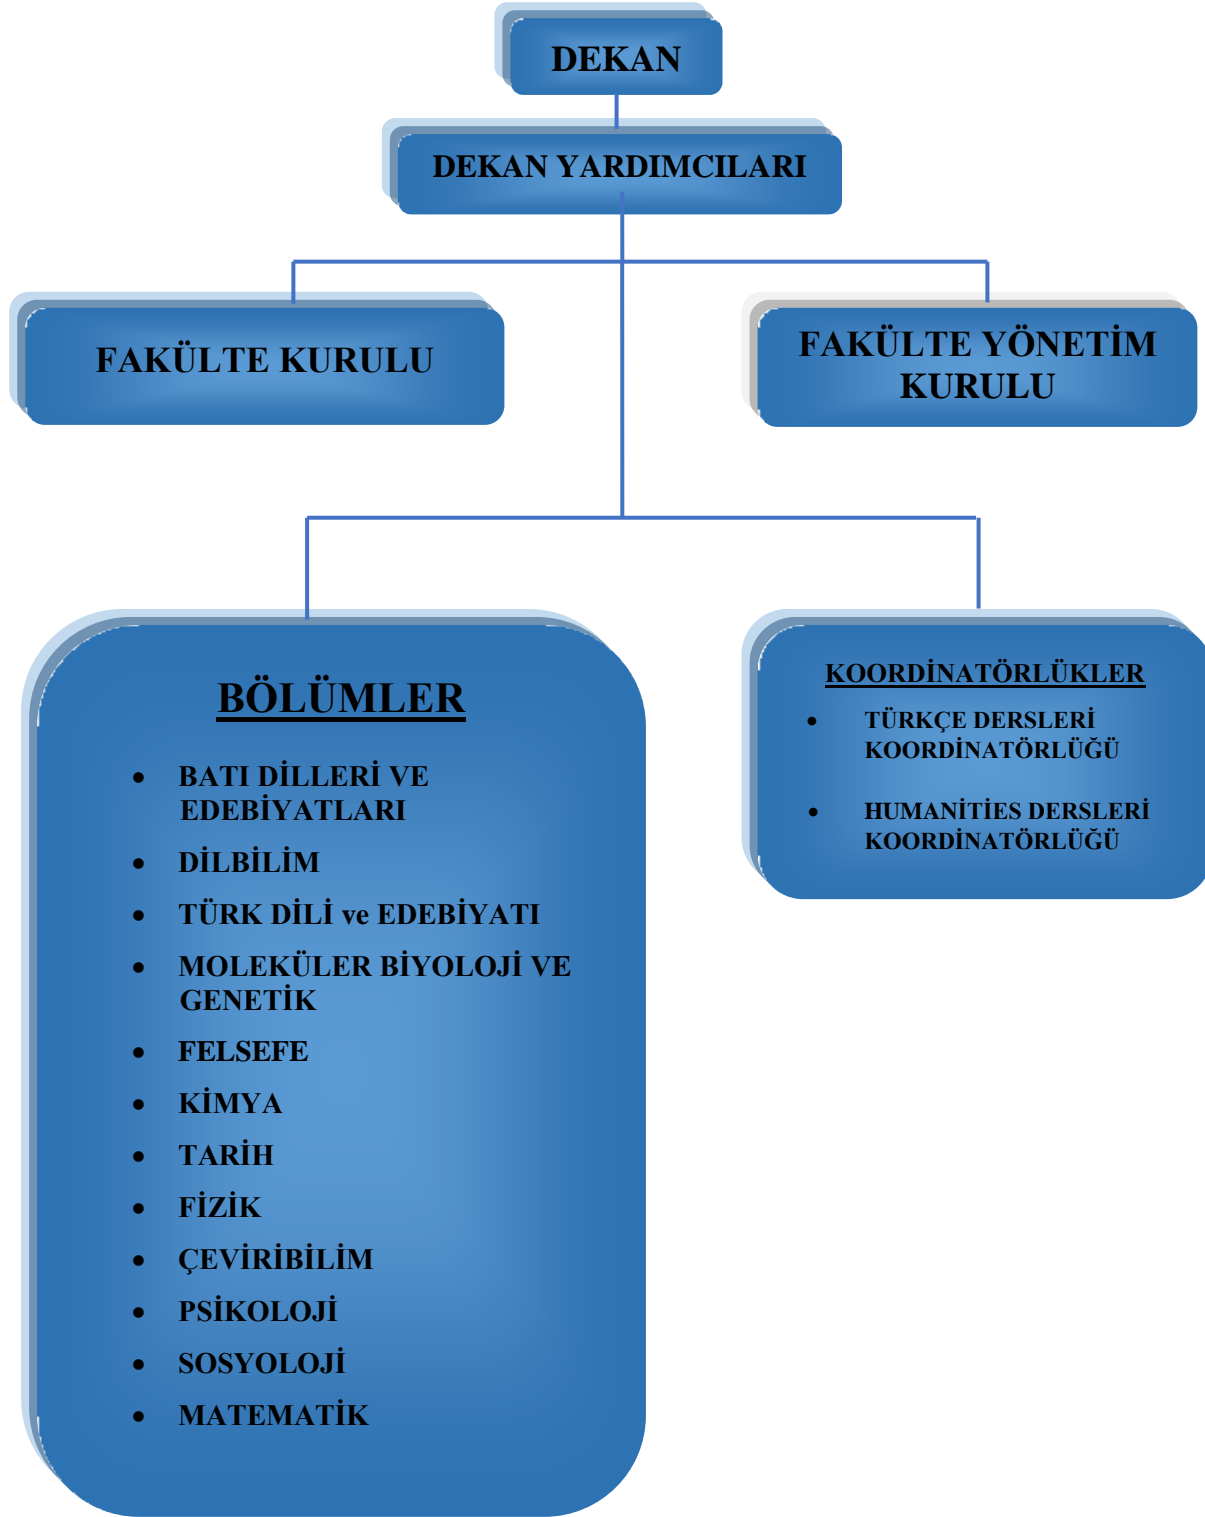 DEKAN
DEKAN YARDIMCILARI
FAKÜLTE KURULU
FAKÜLTE YÖNETİM
KURULU
BÖLÜMLER
• BATI DİLLERİ VE
EDEBİYATLARI
• DİLBİLİM
• TÜRK DİLİ ve EDEBİYATI
• MOLEKÜLER BİYOLOJİ VE
GENETİK
• FELSEFE
• KİMYA
• TARİH
• FİZİK
• ÇEVİRİBİLİM
• PSİKOLOJİ
• SOSYOLOJİ
• MATEMATİK
KOORDİNATÖRLÜKLER
• TÜRKÇE DERSLERİ
KOORDİNATÖRLÜĞÜ
• HUMANİTİES DERSLERİ
KOORDİNATÖRLÜĞÜ